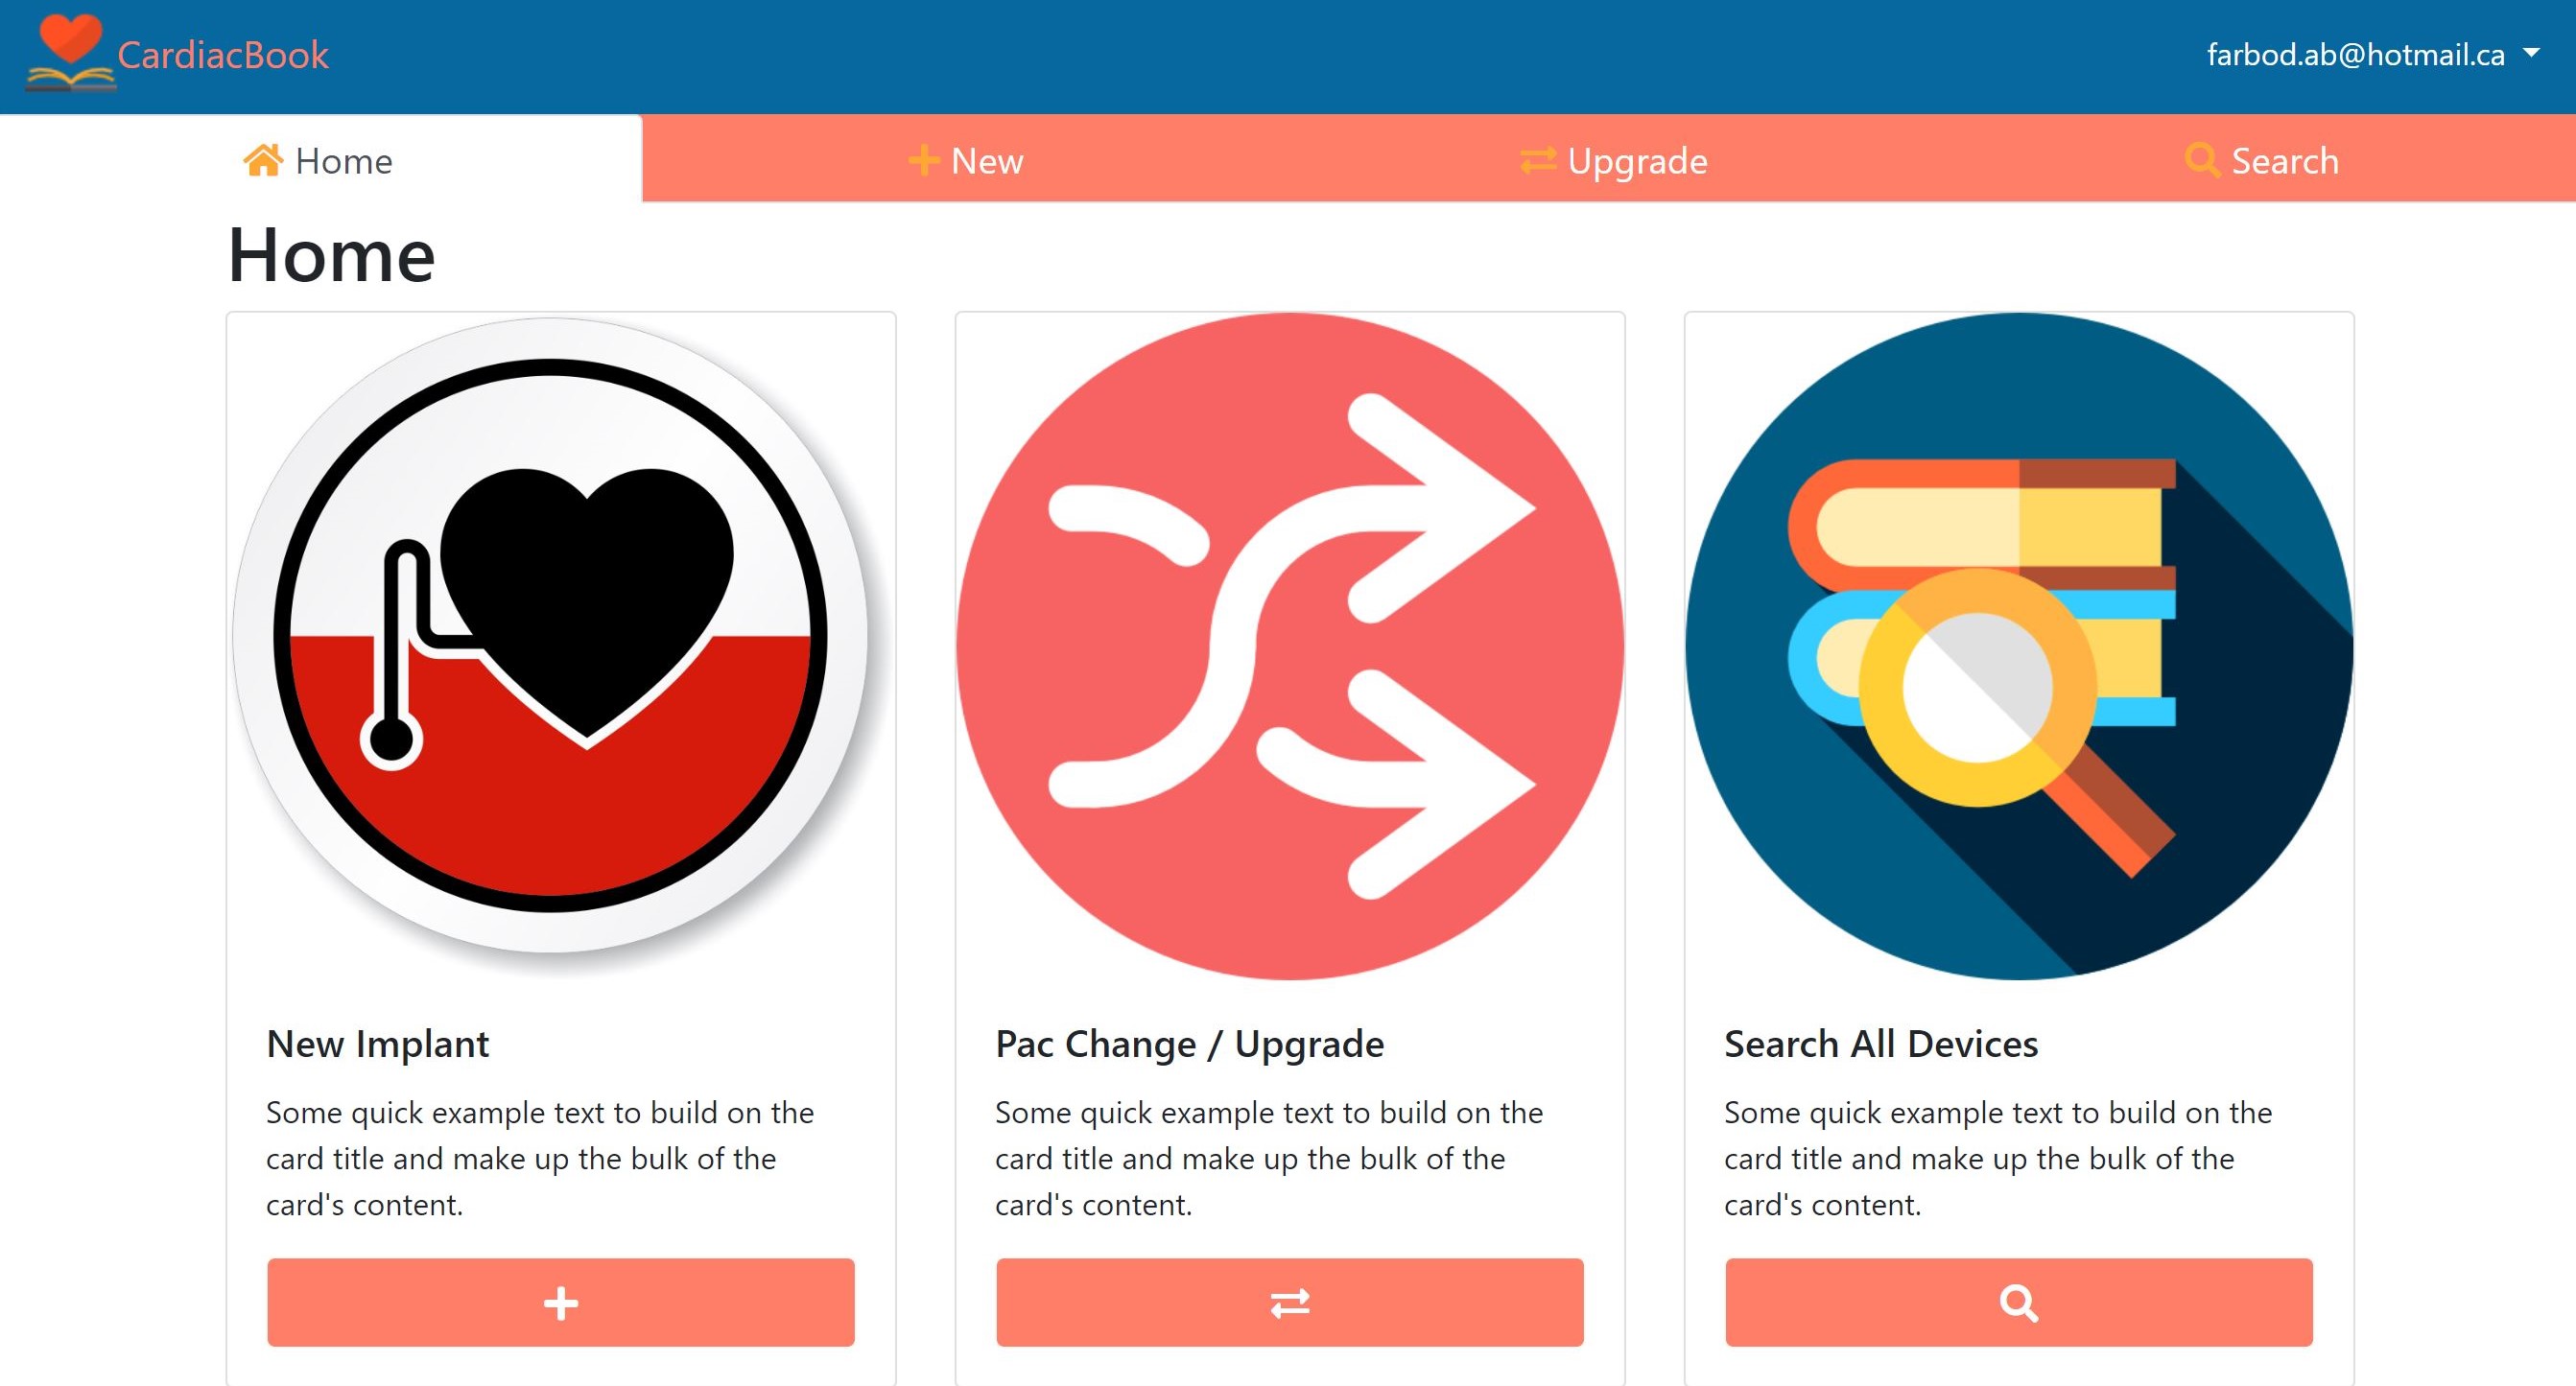 CardiacBook
farbod.ab@hotmail.ca
Home
New
Upgrade
Search
Home
New Implant
Some quick example text to build on the
card title and make up the bulk of the
card's content.
Pac Change / Upgrade
Some quick example text to build on the
card title and make up the bulk of the
card's content.
Search All Devices
Some quick example text to build on the
card title and make up the bulk of the
card's content.